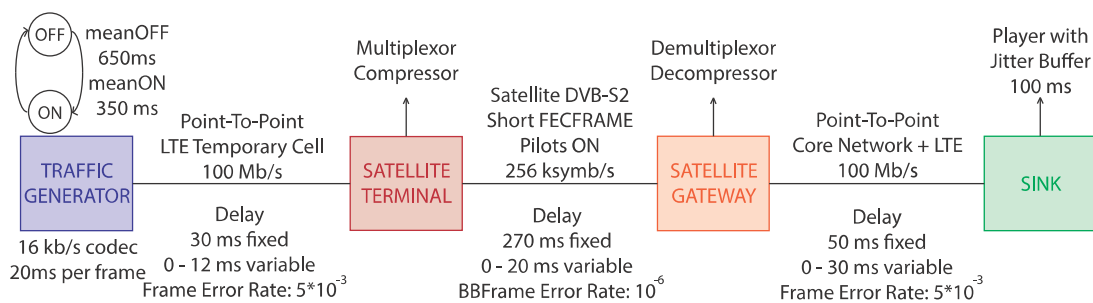 OFF
meanOFF
650ms
meanON
350 ms
ON
TRAFFIC
GENERATOR
16 kb/s codec
20ms per frame
Point-To-Point
LTE Temporary Cell
100 Mb/s
Delay
30 ms fixed
0 - 12 ms variable
Frame Error Rate: 5*10⁻³
Multiplexor
Compressor
SATELLITE
TERMINAL
Satellite DVB-S2
Short FECFRAME
Pilots ON
256 ksymb/s
Delay
270 ms fixed
0 - 20 ms variable
BBFrame Error Rate: 10⁻⁶
Demultiplexor
Decompressor
SATELLITE
GATEWAY
Point-To-Point
Core Network + LTE
100 Mb/s
Delay
50 ms fixed
0 - 30 ms variable
Frame Error Rate: 5*10⁻³
Player with
Jitter Buffer
100 ms
SINK